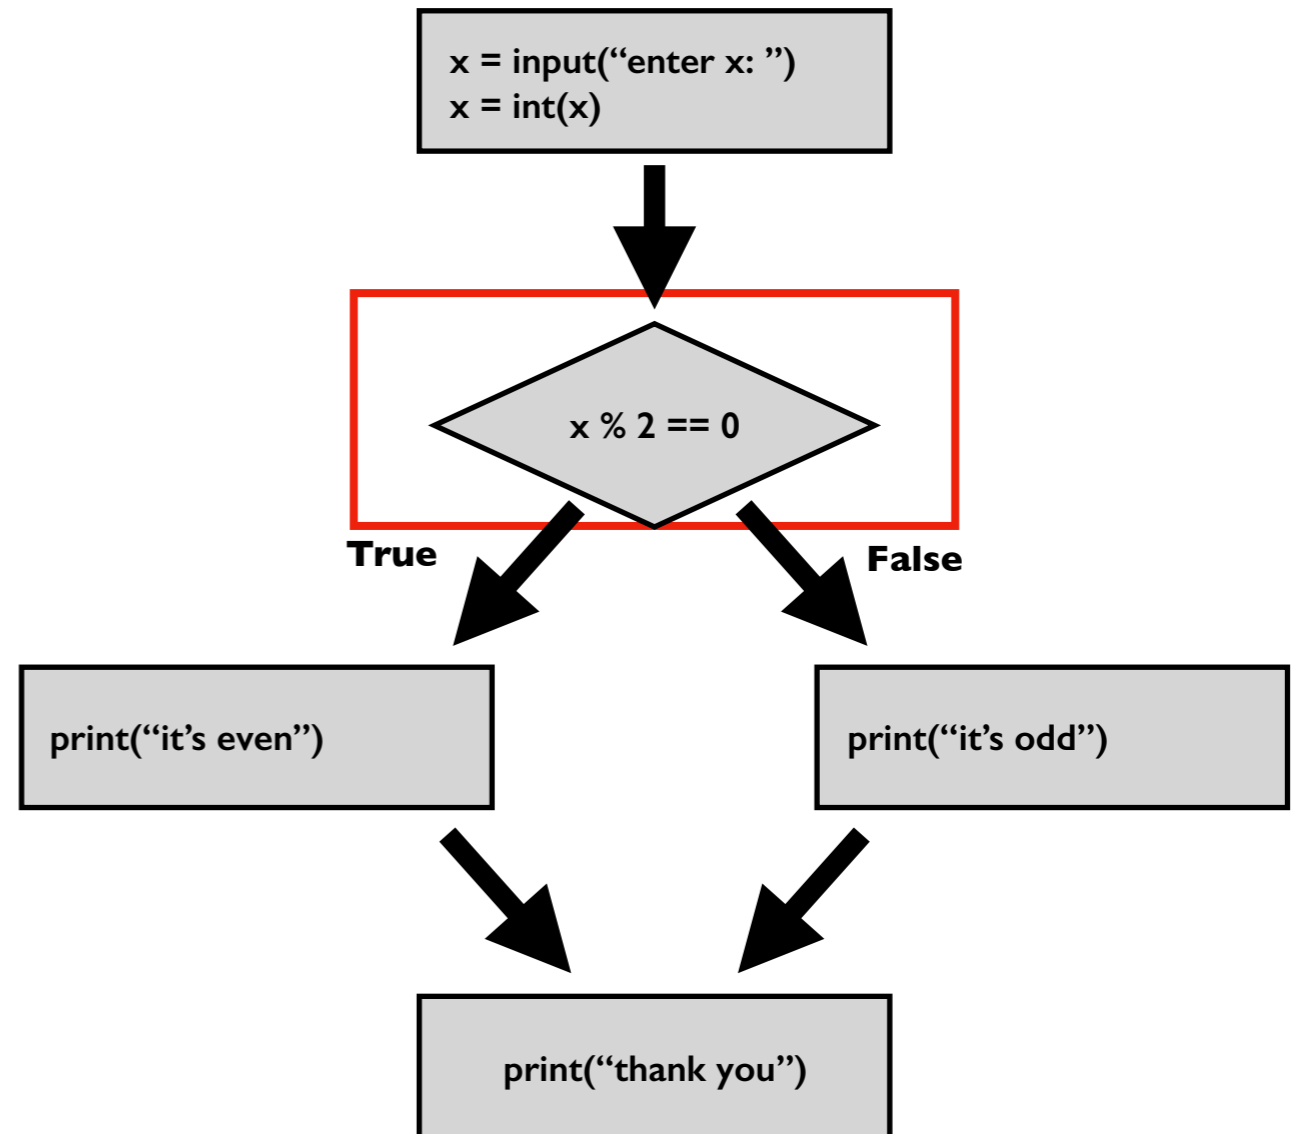 x = input(“enter x: ”)
x = int(x)
x % 2 == 0
True
False
print(“it’s even”)
print(“it’s odd”)
print(“thank you”)